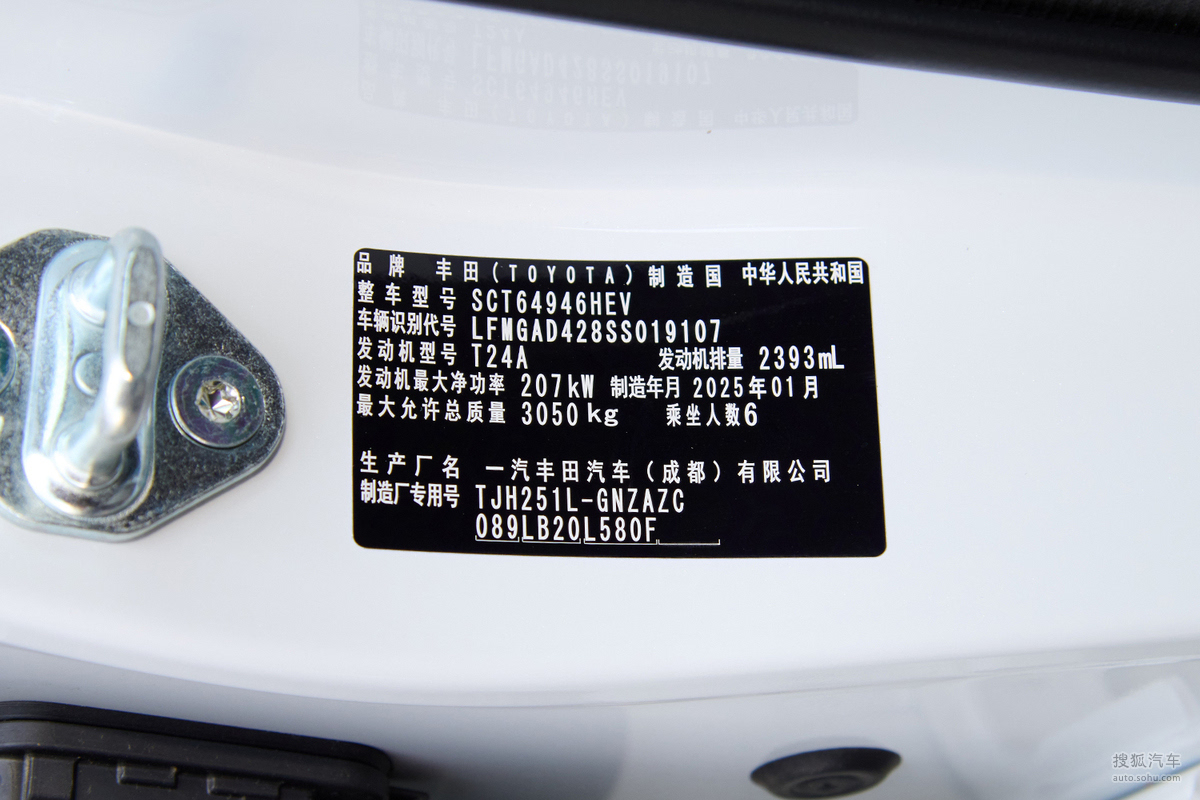 品牌 丰田(TOYOTA) 制造国 中华人民共和国
整车型号 SCT64946HEV
车辆识别代号 LFMGAD428SS019107
发动机型号 T24A 发动机排量 2393mL
发动机最大净功率 207kW 制造年月 2025年01月
最大允许总质量 3050kg 乘坐人数6
生产厂名 一汽丰田汽车(成都)有限公司
制造厂专用号 TJH251L-GNZAZC
089LB20L580F
搜狐汽车
auto.sohu.com